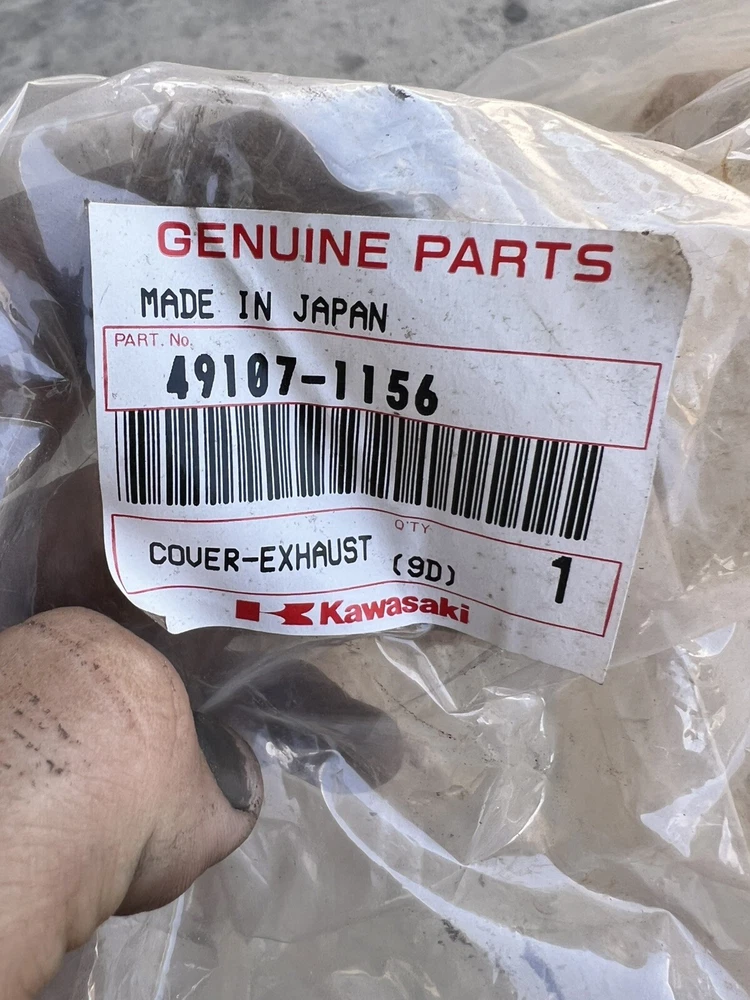 GENUINE PARTS
MADE IN JAPAN
PART. No.
49107-1156
Q'TY
COVER-EXHAUST (9D) 1
Kawasaki